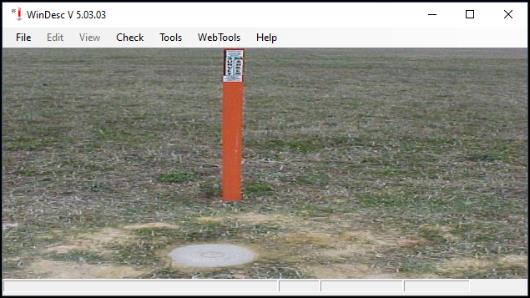 WinDesc V 5.03.03
File Edit View Check Tools WebTools Help